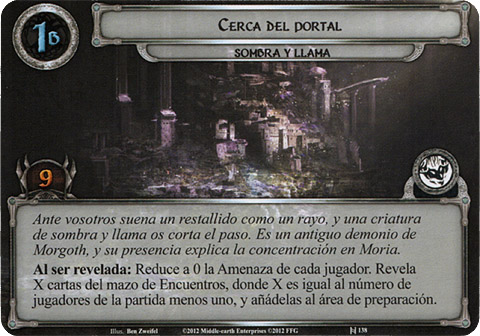 1B
CERCA DEL PORTAL
SOMBRA Y LLAMA
9
Ante vosotros suena un restallido como un rayo, y una criatura
de sombra y llama os corta el paso. Es un antiguo demonio de
Morgoth, y su presencia explica la concentración en Moria.
Al ser revelada: Reduce a 0 la Amenaza de cada jugador. Revela
X cartas del mazo de Encuentros, donde X es igual al número de
jugadores de la partida menos uno, y añádelas al área de preparación.
Illus. Ben Zweifel ©2012 Middle-earth Enterprises ©2012 FFG 138